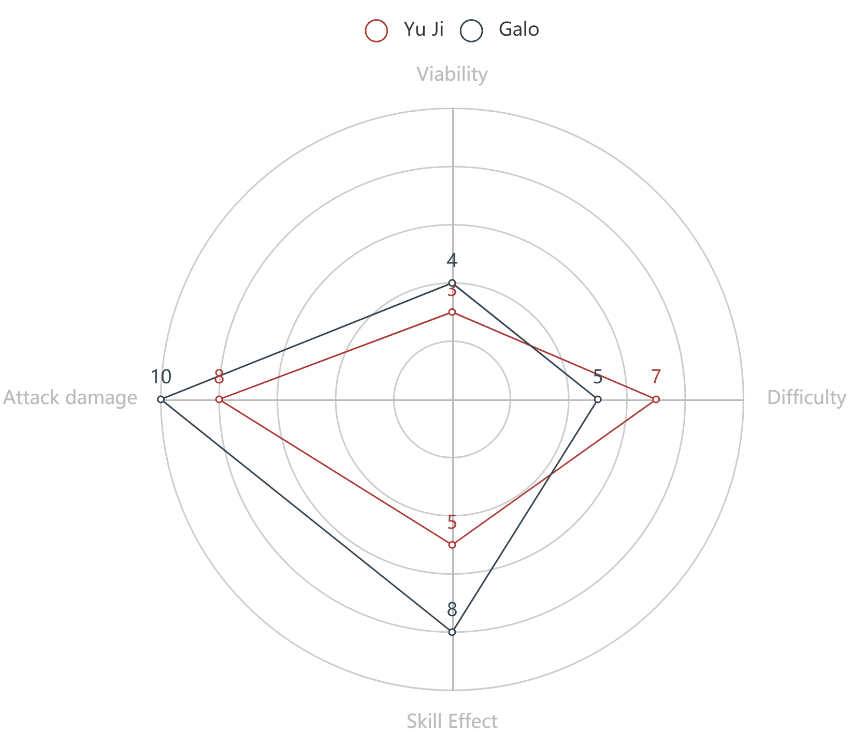 Yu Ji Galo
Viability
4
3
Attack damage 10 8 5 7 Difficulty
5
8
Skill Effect